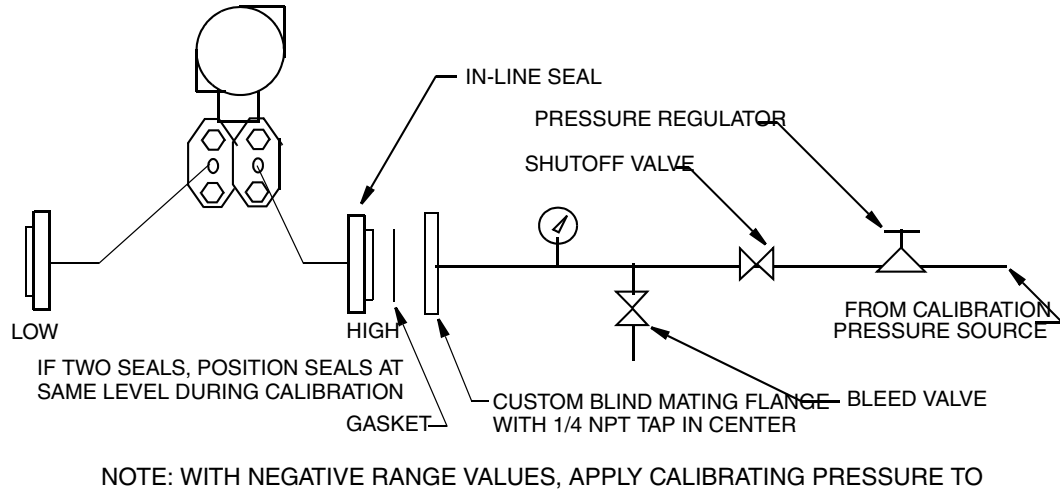 IN-LINE SEAL
PRESSURE REGULATOR
SHUTOFF VALVE
LOW
HIGH
FROM CALIBRATION
PRESSURE SOURCE
IF TWO SEALS, POSITION SEALS AT
SAME LEVEL DURING CALIBRATION
GASKET
CUSTOM BLIND MATING FLANGE
WITH 1/4 NPT TAP IN CENTER
BLEED VALVE
NOTE: WITH NEGATIVE RANGE VALUES, APPLY CALIBRATING PRESSURE TO